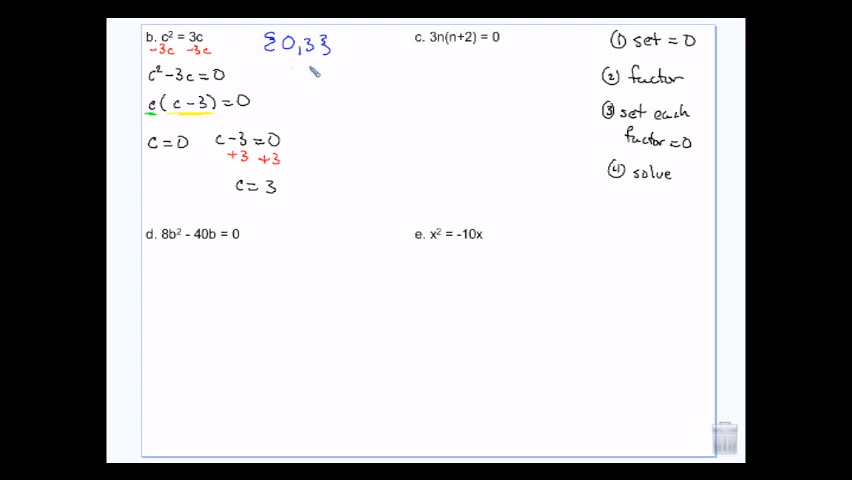 b. c² = 3c
-3c -3c
c² - 3c = 0
c(c - 3) = 0
c = 0 c - 3 = 0
+3 +3
c = 3
{0,3}
c. 3n(n+2) = 0
① set = 0
② factor
③ set each
factor = 0
④ solve
d. 8b² - 40b = 0
e. x² = -10x